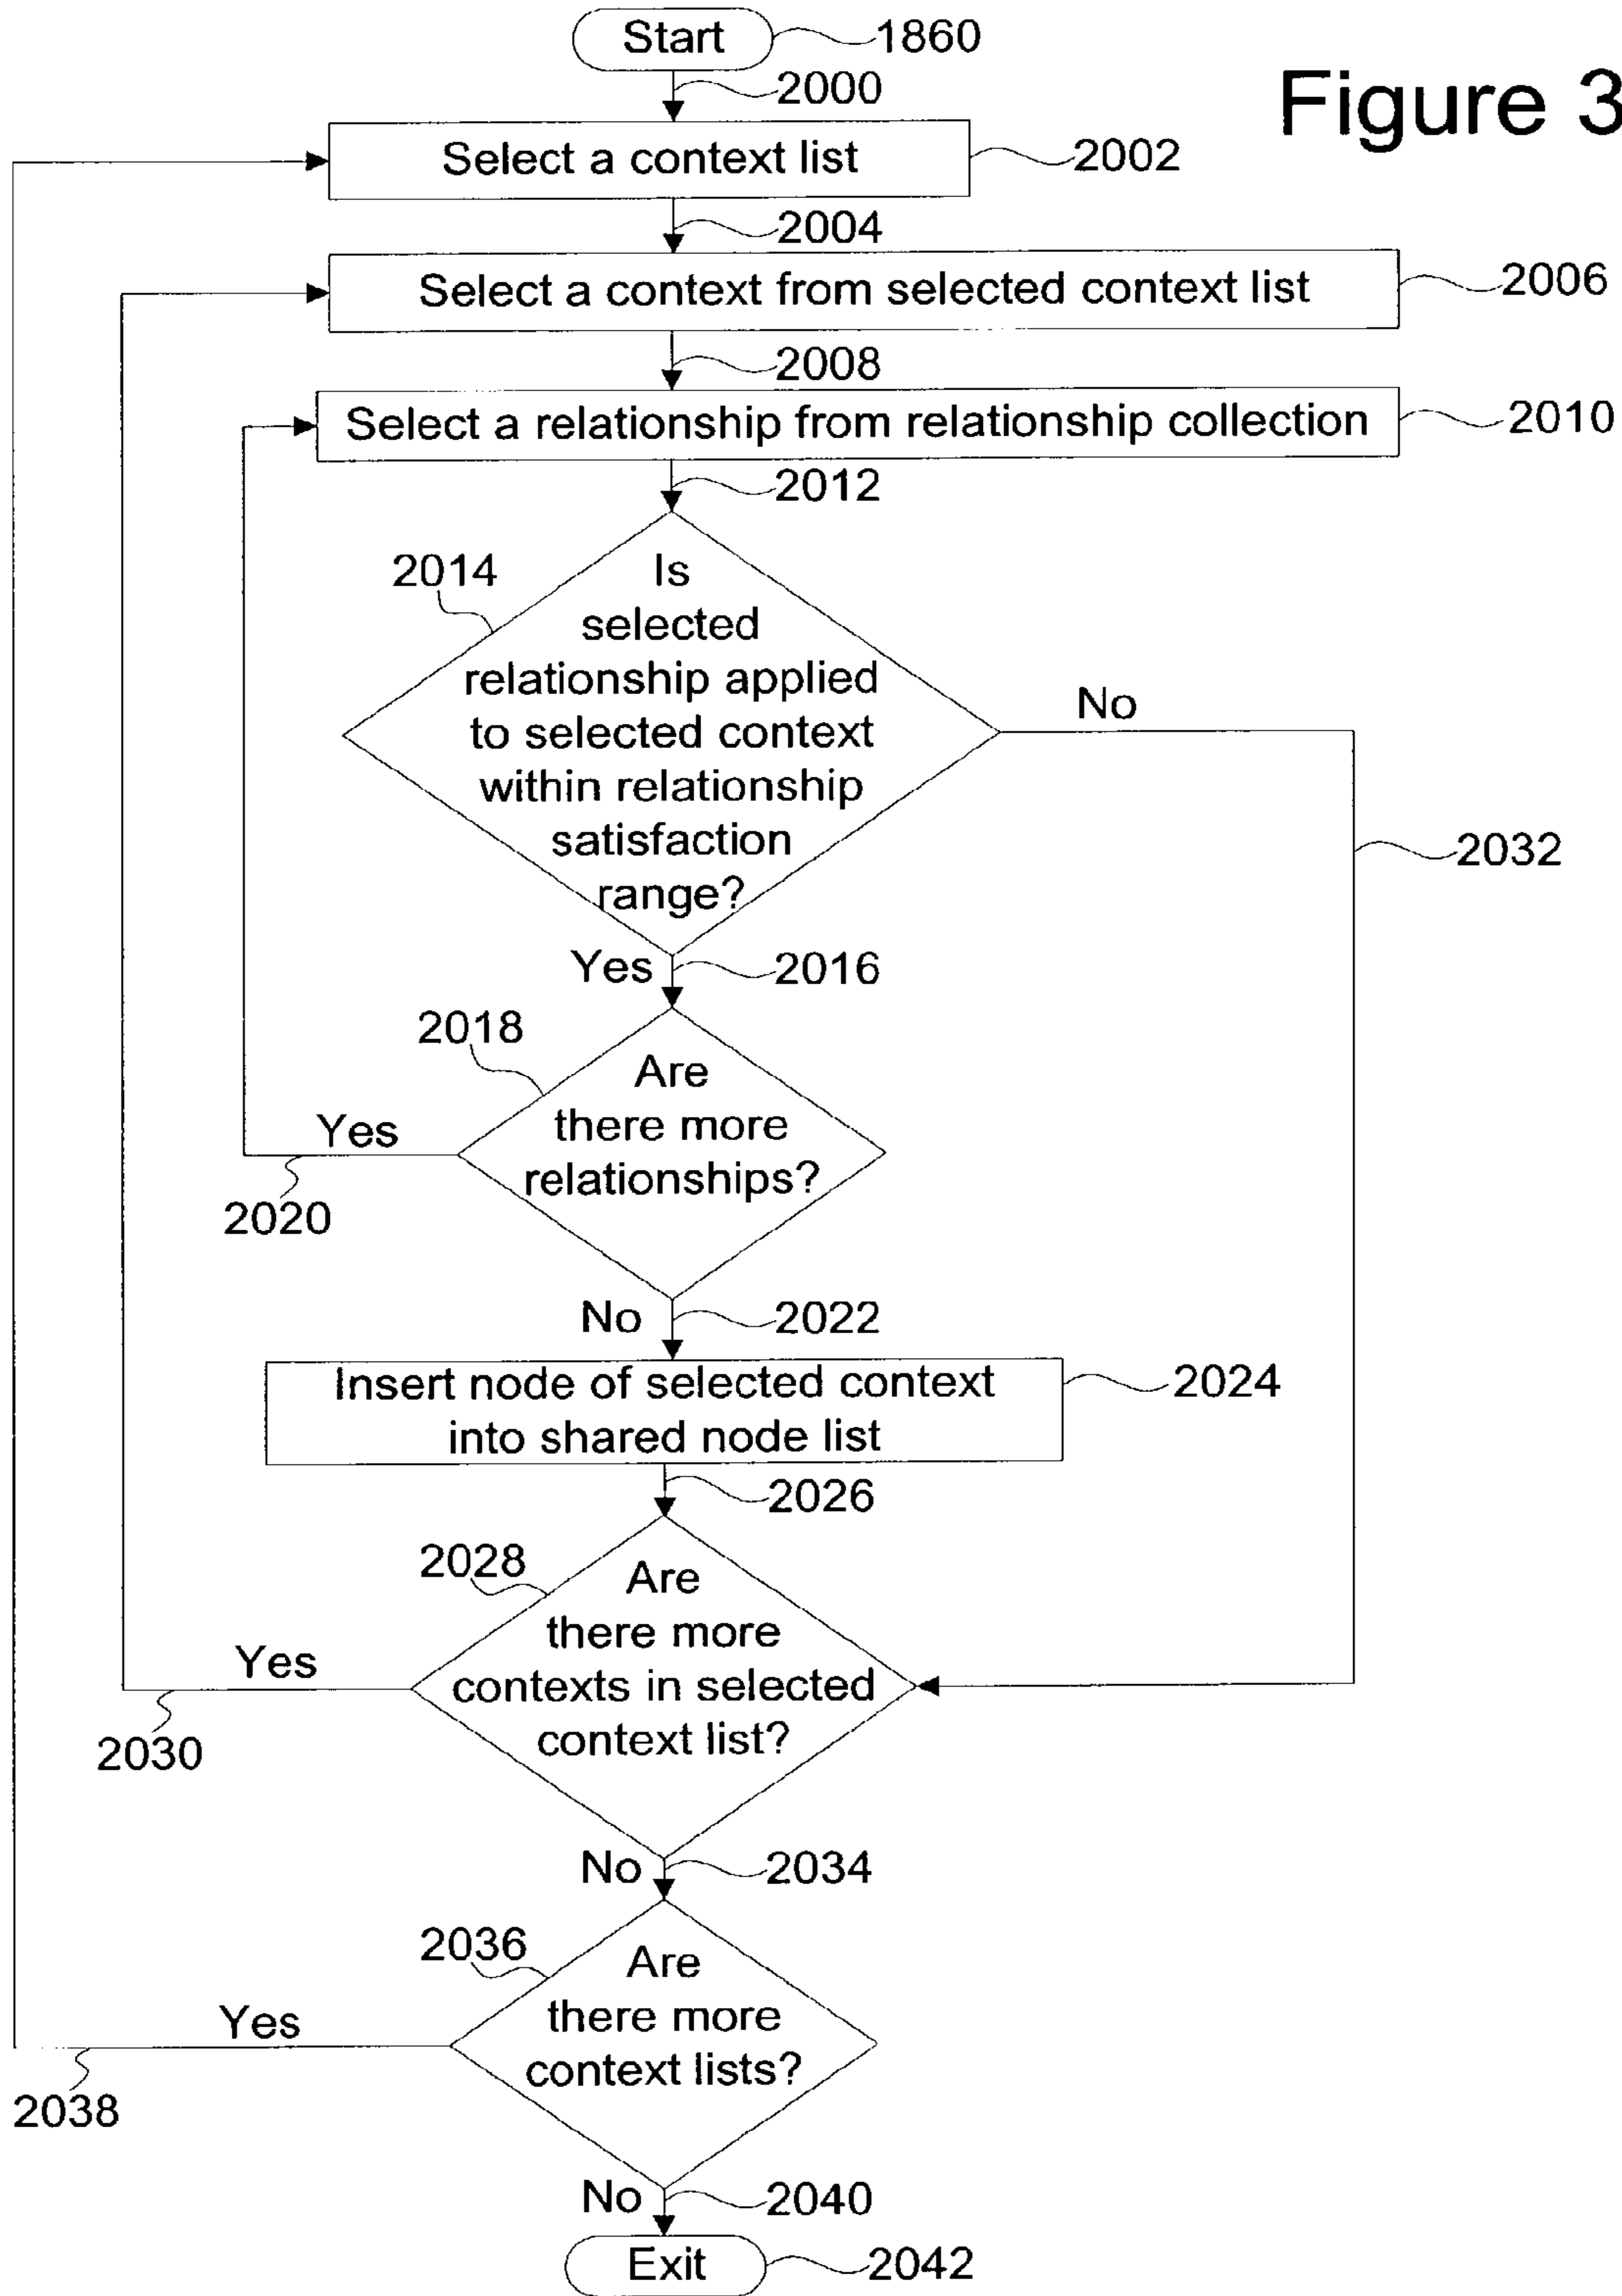 Start
1860
2000
Figure 3
Select a context list
2002
2004
Select a context from selected context list
2006
2008
Select a relationship from relationship collection
2010
2012
2014
Is
selected
relationship applied
to selected context
within relationship
satisfaction
range?
No
2032
Yes
2016
2018
Are
there more
relationships?
Yes
2020
No
2022
Insert node of selected context
into shared node list
2024
2026
2028
Are
there more
contexts in selected
context list?
Yes
2030
No
2034
2036
Are
there more
context lists?
Yes
2038
No
2040
Exit
2042